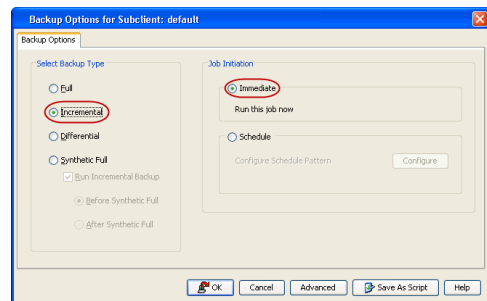 Backup Options for Subclient: default
Backup Options
Select Backup Type
Full
Incremental
Differential
Synthetic Full
Run Incremental Backup
Before Synthetic Full
After Synthetic Full
Job Initiation
Immediate
Run this job now
Schedule
Configure Schedule Pattern
Configure
OK
Cancel
Advanced
Save As Script
Help